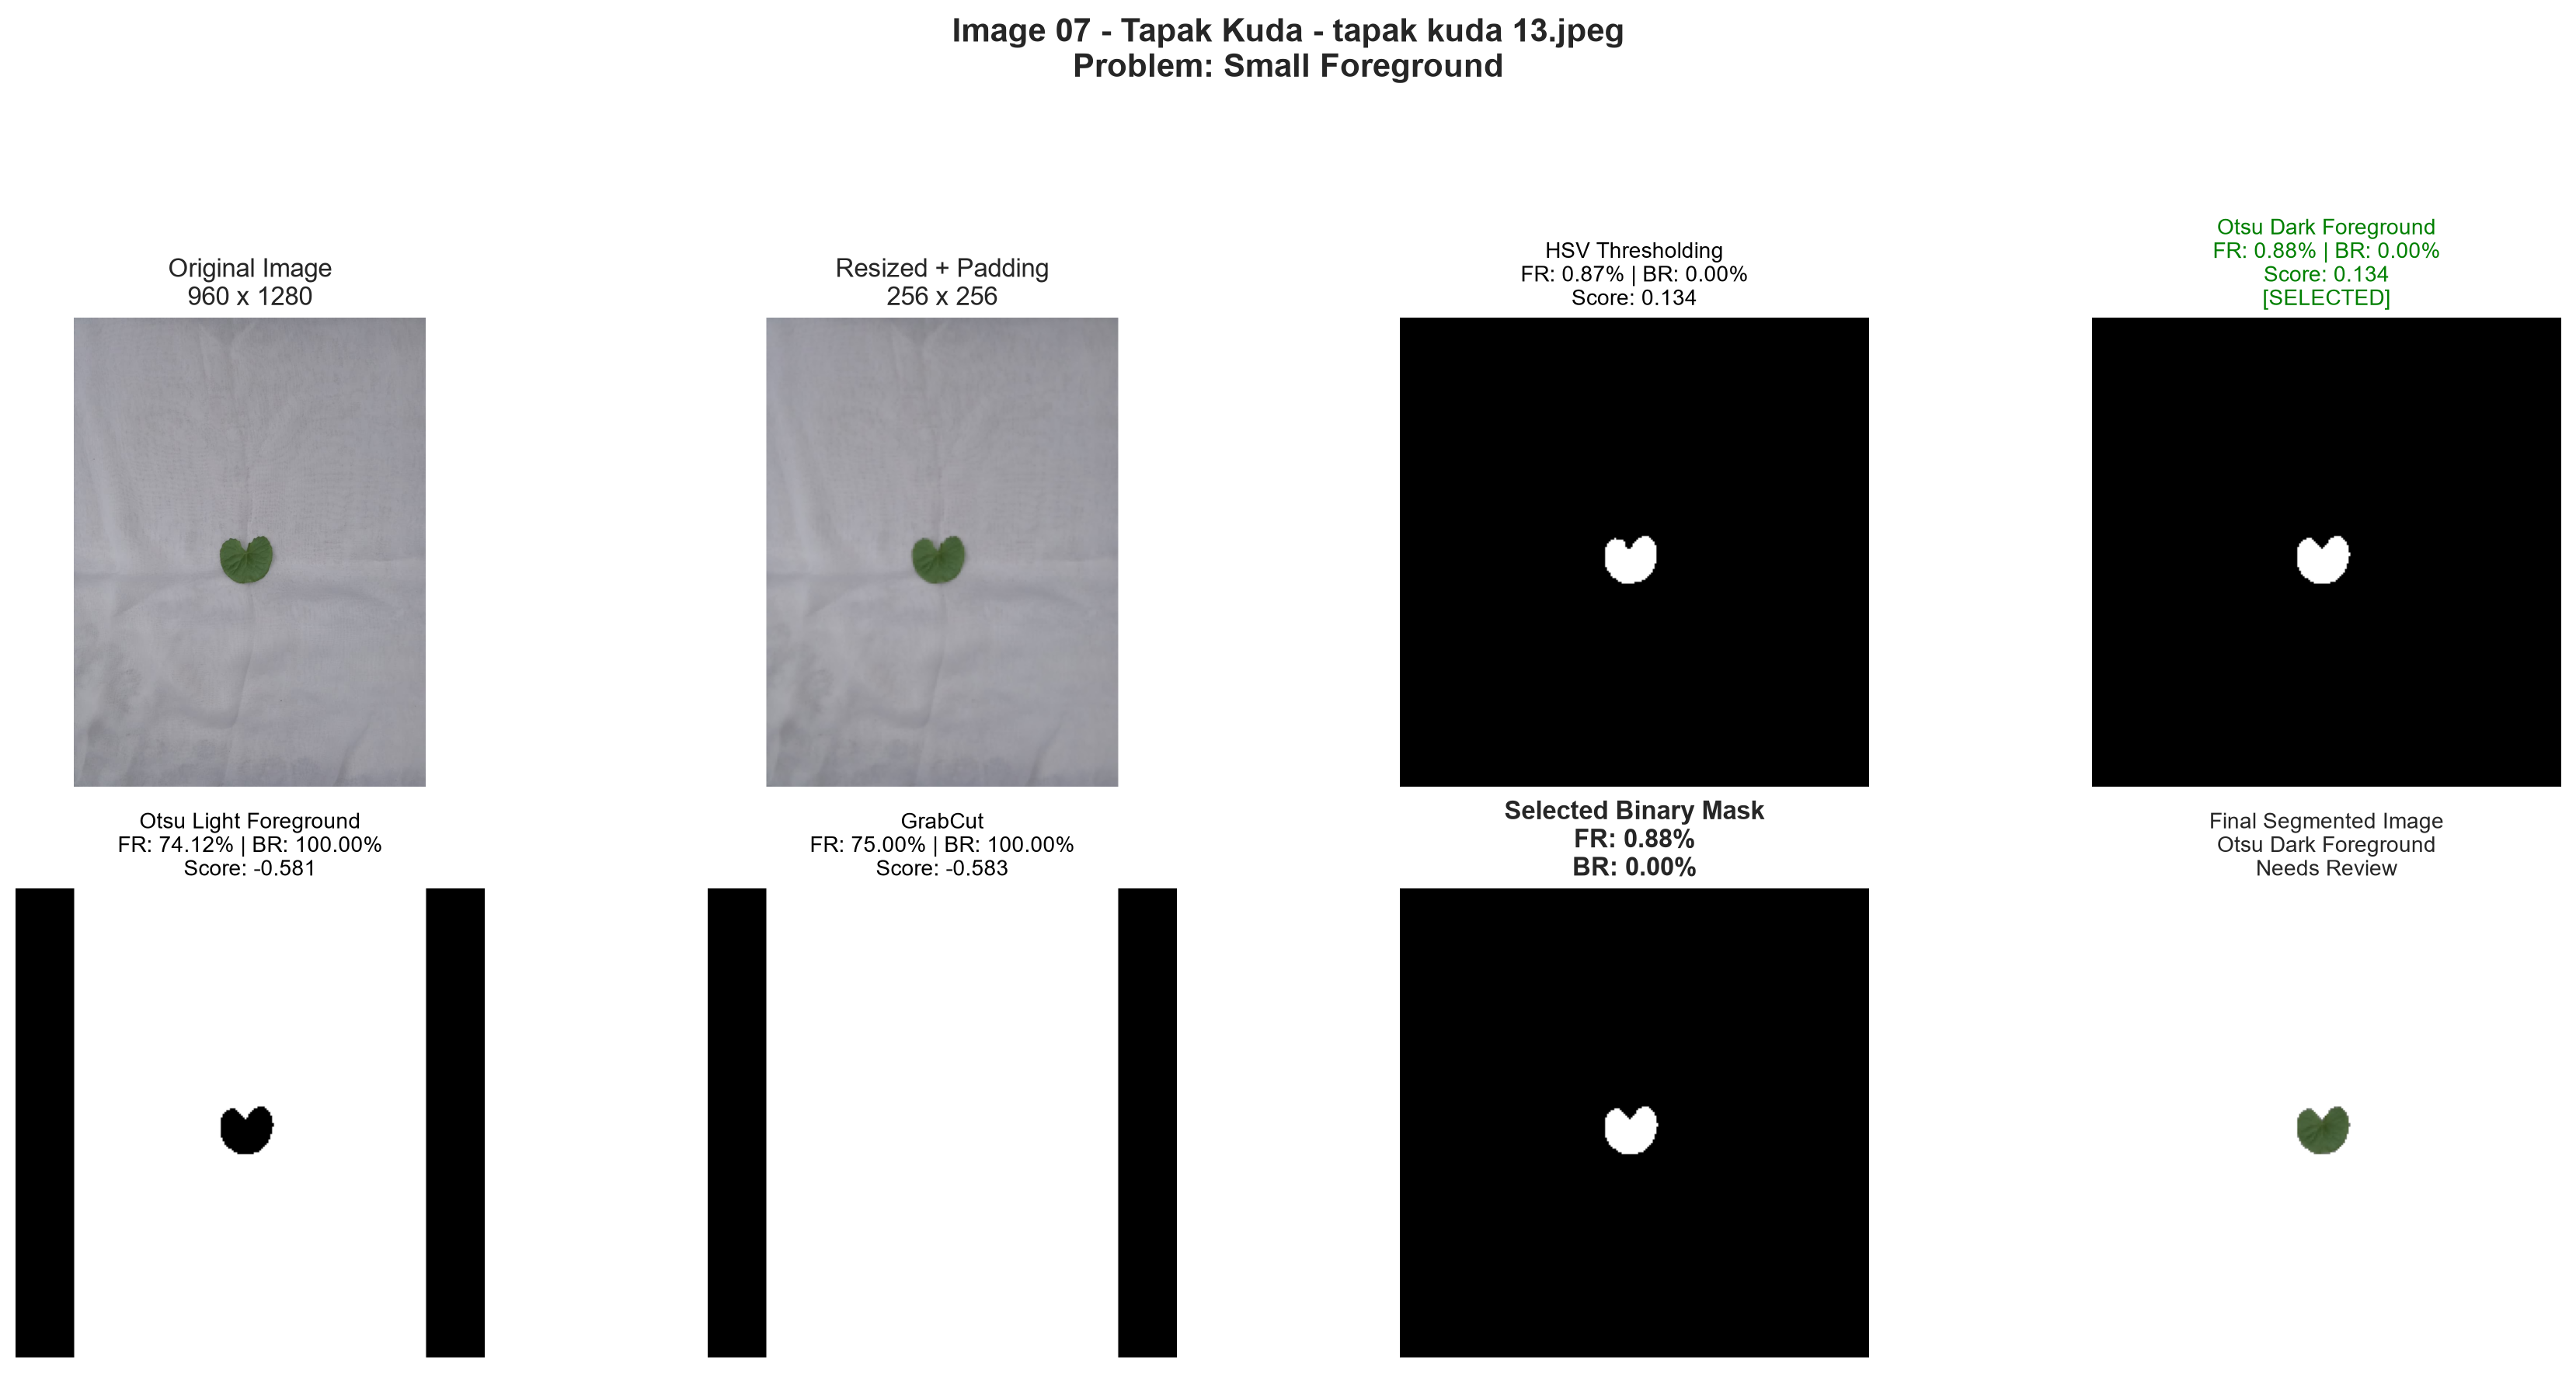 Image 07 - Tapak Kuda - tapak kuda 13.jpeg
Problem: Small Foreground
Original Image
960 x 1280
Resized + Padding
256 x 256
HSV Thresholding
FR: 0.87% | BR: 0.00%
Score: 0.134
Otsu Dark Foreground
FR: 0.88% | BR: 0.00%
Score: 0.134
[SELECTED]
Otsu Light Foreground
FR: 74.12% | BR: 100.00%
Score: -0.581
GrabCut
FR: 75.00% | BR: 100.00%
Score: -0.583
Selected Binary Mask
FR: 0.88%
BR: 0.00%
Final Segmented Image
Otsu Dark Foreground
Needs Review